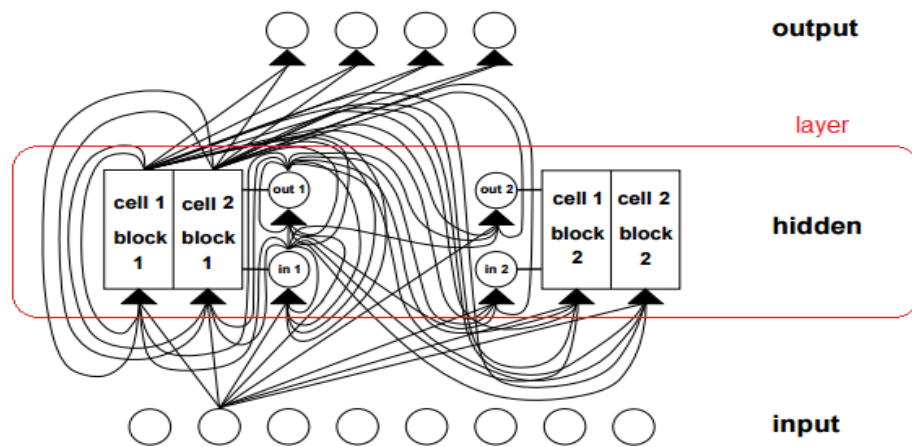 output
layer
cell 1
block
1
cell 2
block
1
out 1
in 1
out 2
in 2
cell 1
block
2
cell 2
block
2
hidden
input